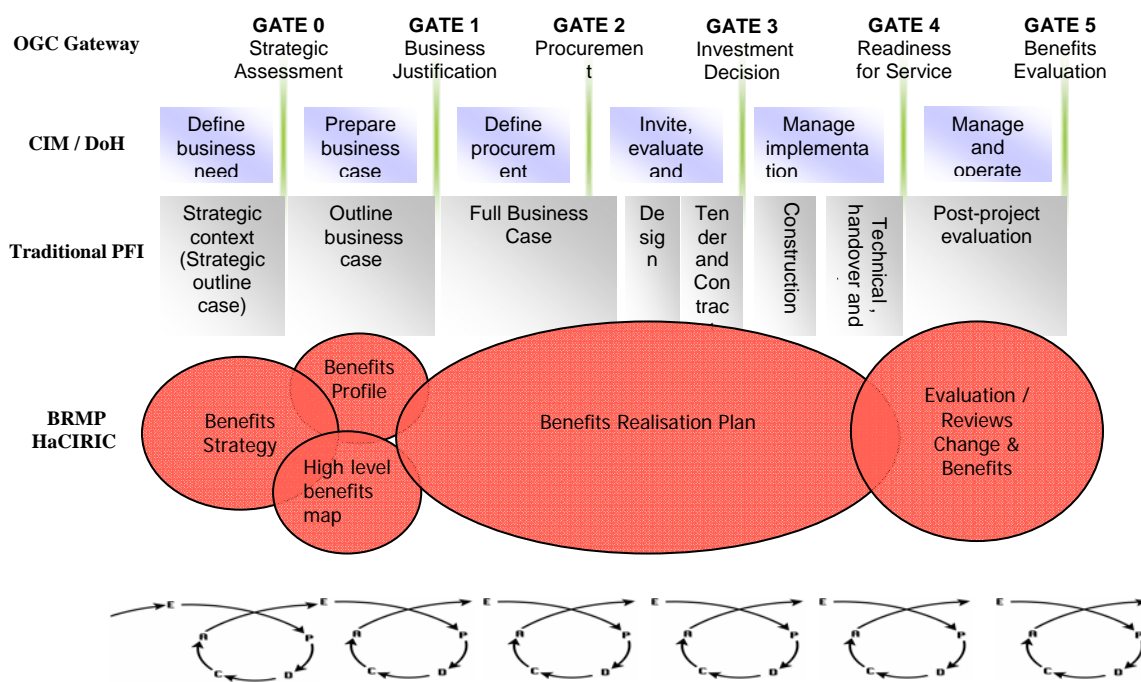 OGC Gateway
GATE 0
Strategic
Assessment
GATE 1
Business
Justification
GATE 2
Procuremen
t
GATE 3
Investment
Decision
GATE 4
Readiness
for Service
GATE 5
Benefits
Evaluation
CIM / DoH
Define
business
need
Prepare
business
case
Define
procurem
ent
Invite,
evaluate
and
Manage
implementa
tion
Manage
and
operate
Traditional PFI
Strategic
context
(Strategic
outline
case)
Outline
business
case
Full Business
Case
De
sig
n
Ten
der
and
Con
trac
Construction
Technical ,
handover and
Post-project
evaluation
BRMP
HaCIRIC
Benefits
Strategy
Benefits
Profile
High level
benefits
map
Benefits Realisation Plan
Evaluation /
Reviews
Change &
Benefits
E
A
P
C
D
E
A
P
C
D
E
A
P
C
D
E
A
P
C
D
E
A
P
C
D
E
A
P
C
D